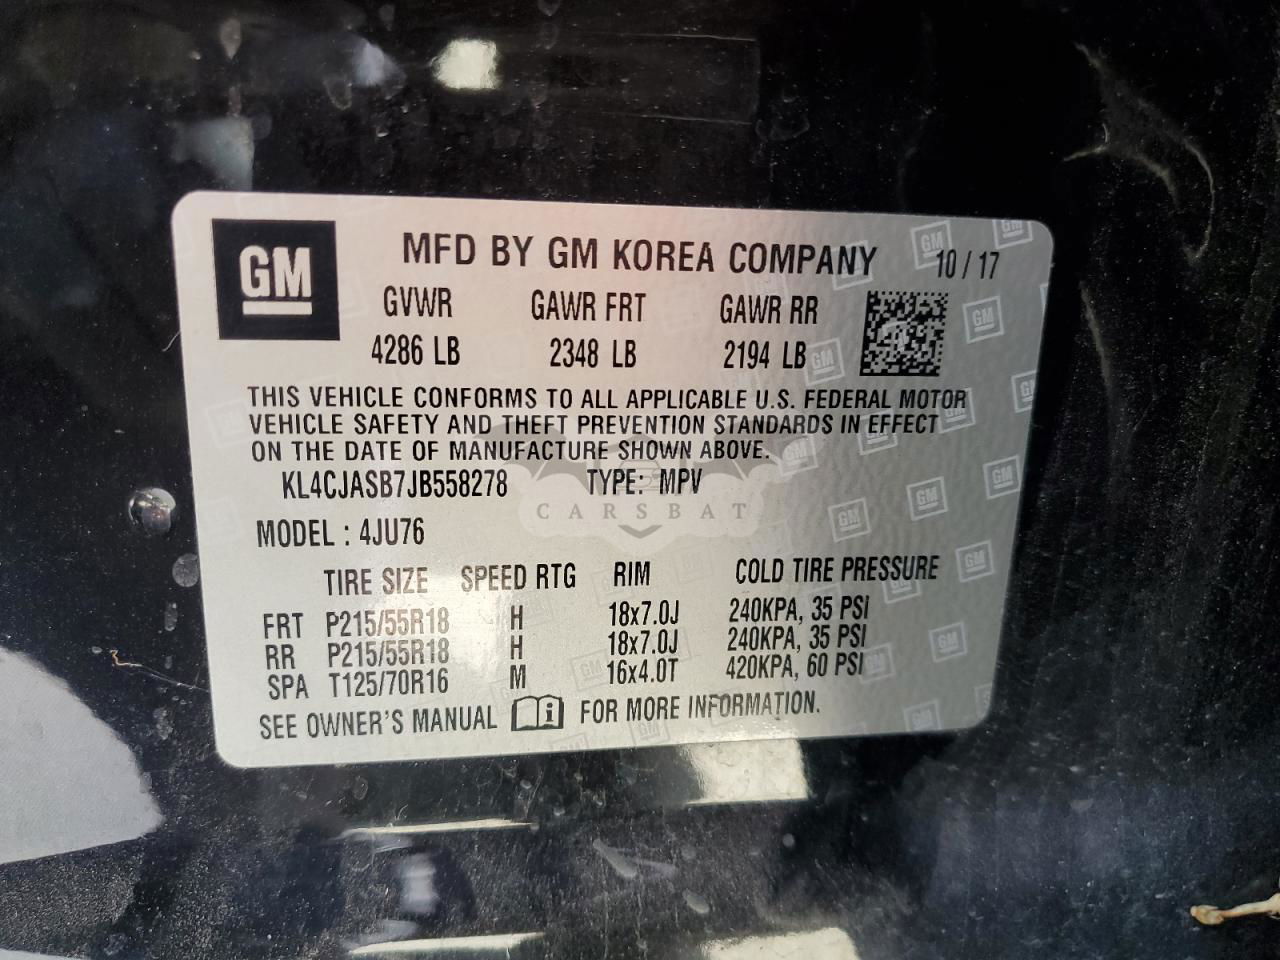 GM
MFD BY GM KOREA COMPANY 10/17
GVWR GAWR FRT GAWR RR
4286 LB 2348 LB 2194 LB
THIS VEHICLE CONFORMS TO ALL APPLICABLE U.S. FEDERAL MOTOR
VEHICLE SAFETY AND THEFT PREVENTION STANDARDS IN EFFECT
ON THE DATE OF MANUFACTURE SHOWN ABOVE.
KL4CJASB7JB558278 TYPE: MPV
CARSBAT
MODEL : 4JU76
TIRE SIZE SPEED RTG RIM COLD TIRE PRESSURE
FRT P215/55R18 H 18x7.0J 240KPA, 35 PSI
RR P215/55R18 H 18x7.0J 240KPA, 35 PSI
SPA T125/70R16 M 16x4.0T 420KPA, 60 PSI
SEE OWNER'S MANUAL i FOR MORE INFORMATION.